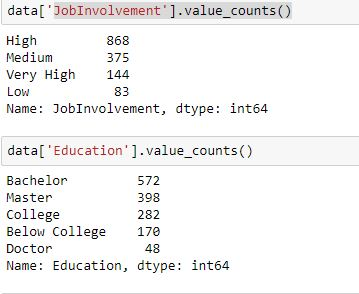 data['JobInvolvement'].value_counts()
High         868
Medium       375
Very High    144
Low           83
Name: JobInvolvement, dtype: int64
data['Education'].value_counts()
Bachelor         572
Master           398
College          282
Below College    170
Doctor            48
Name: Education, dtype: int64